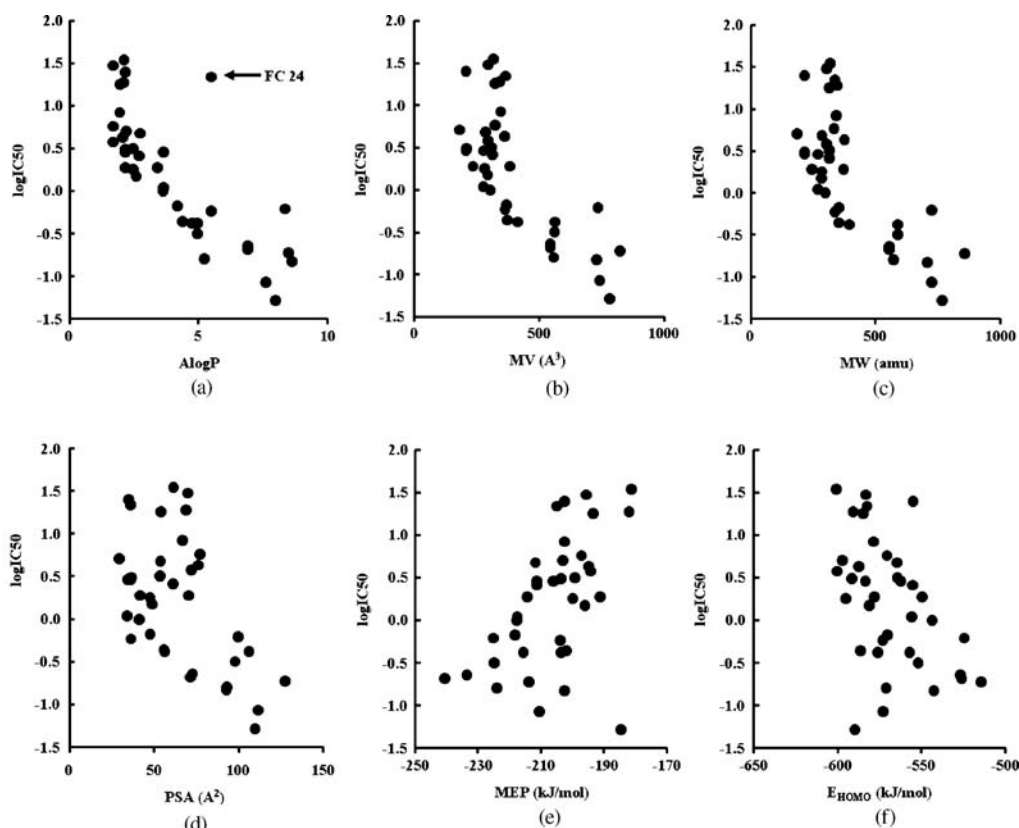 2.0
1.5
1.0
0.5
0.0
-0.5
-1.0
-1.5
logIC50
FC 24
0 5 10
AlogP
(a)
2.0
1.5
1.0
0.5
0.0
-0.5
-1.0
-1.5
logIC50
0 500 1000
MV (A³)
(b)
2.0
1.5
1.0
0.5
0.0
-0.5
-1.0
-1.5
logIC50
0 500 1000
MW (amu)
(c)
2.0
1.5
1.0
0.5
0.0
-0.5
-1.0
-1.5
logIC50
0 50 100 150
PSA (A²)
(d)
2.0
1.5
1.0
0.5
0.0
-0.5
-1.0
-1.5
logIC50
-250 -230 -210 -190 -170
MEP (kJ/mol)
(e)
2.0
1.5
1.0
0.5
0.0
-0.5
-1.0
-1.5
logIC50
-650 -600 -550 -500
E_HOMO (kJ/mol)
(f)